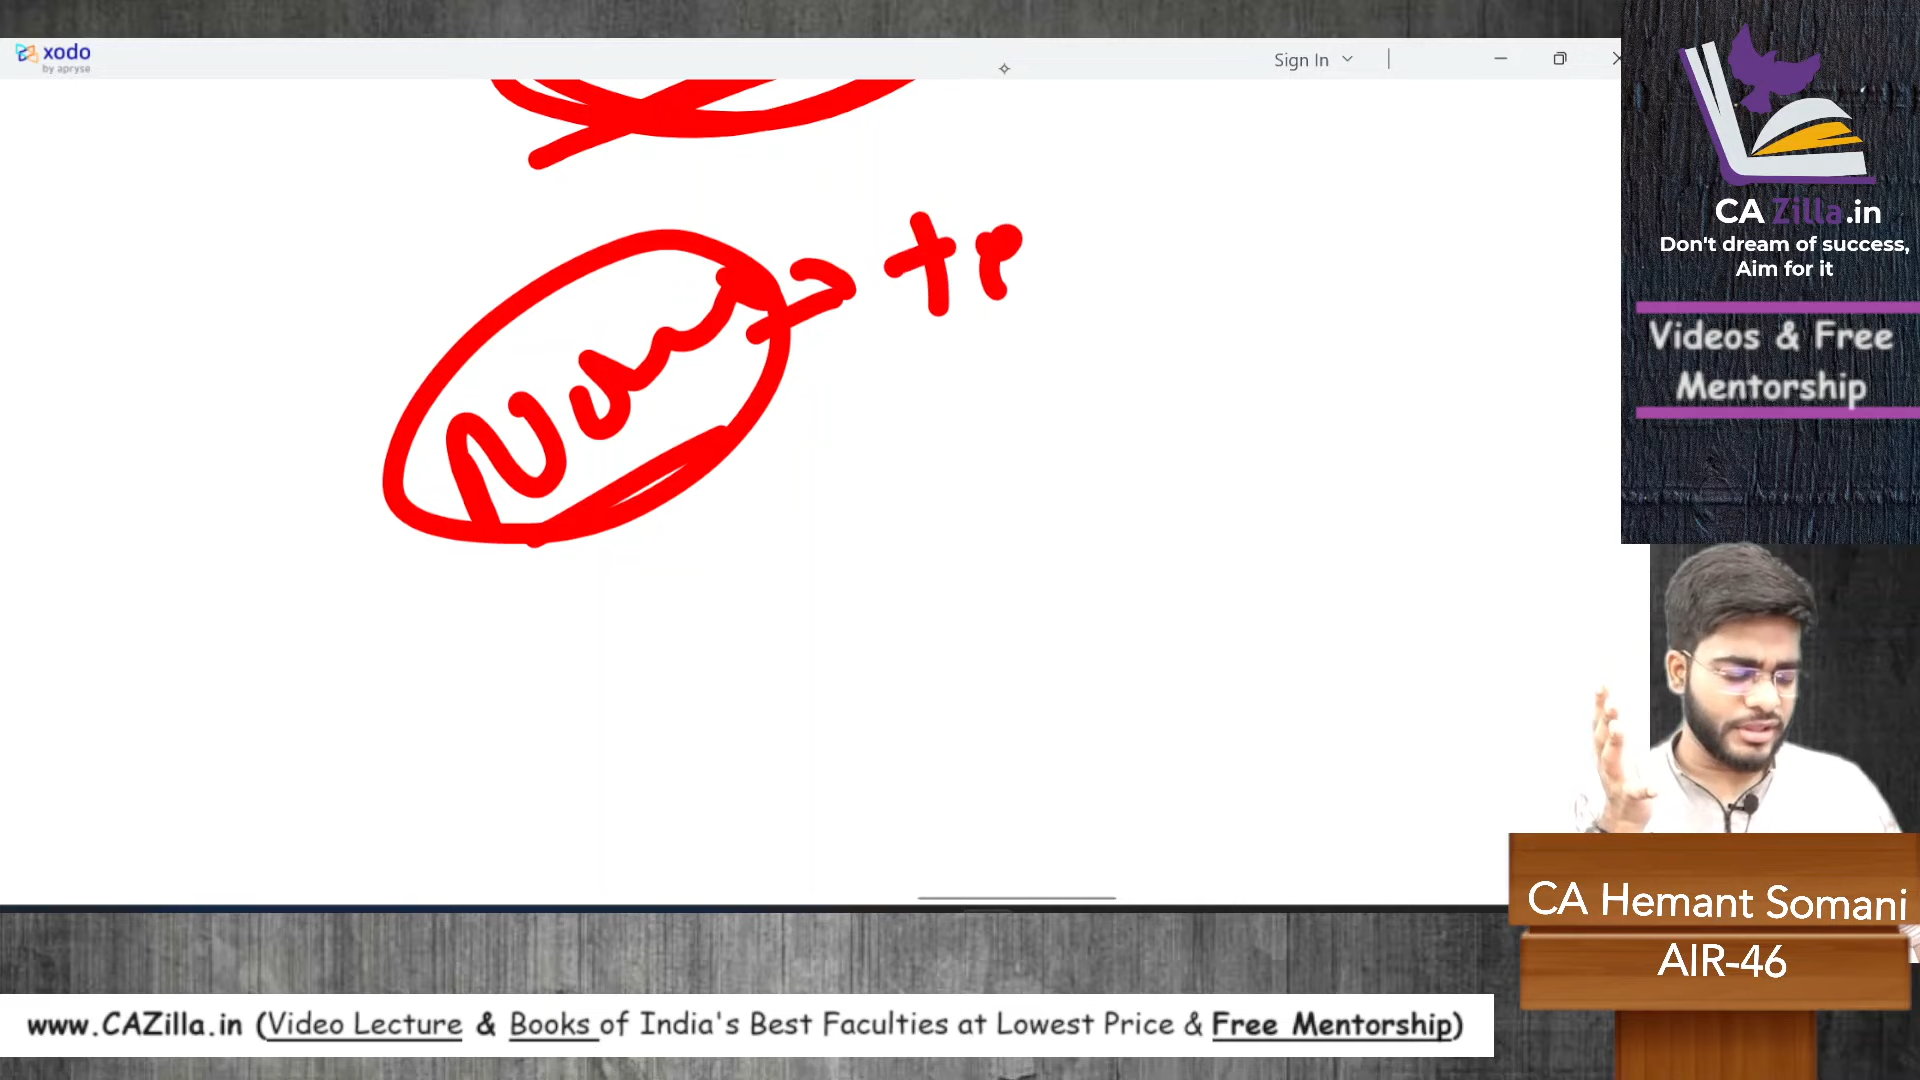 xodo
by apryse
Sign In
CA Zilla.in
Don't dream of success,
Aim for it
Videos & Free
Mentorship
CA Hemant Somani
AIR-46
www.CAZilla.in (Video Lecture & Books of India's Best Faculties at Lowest Price & Free Mentorship)